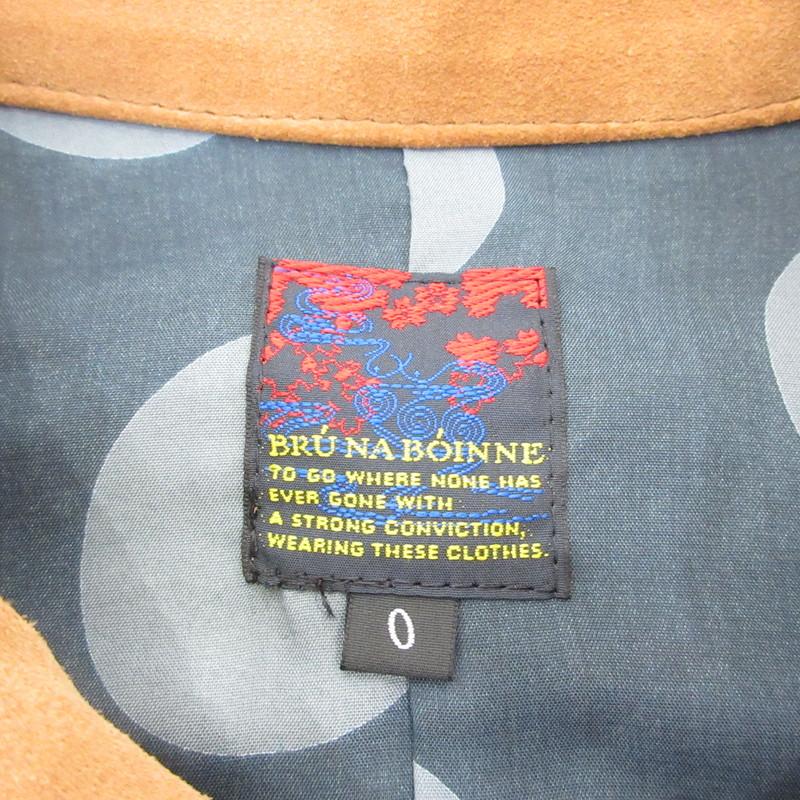 BRÚ NA BÓINNE
TO GO WHERE NONE HAS
EVER GONE WITH
A STRONG CONVICTION,
WEARING THESE CLOTHES.
0